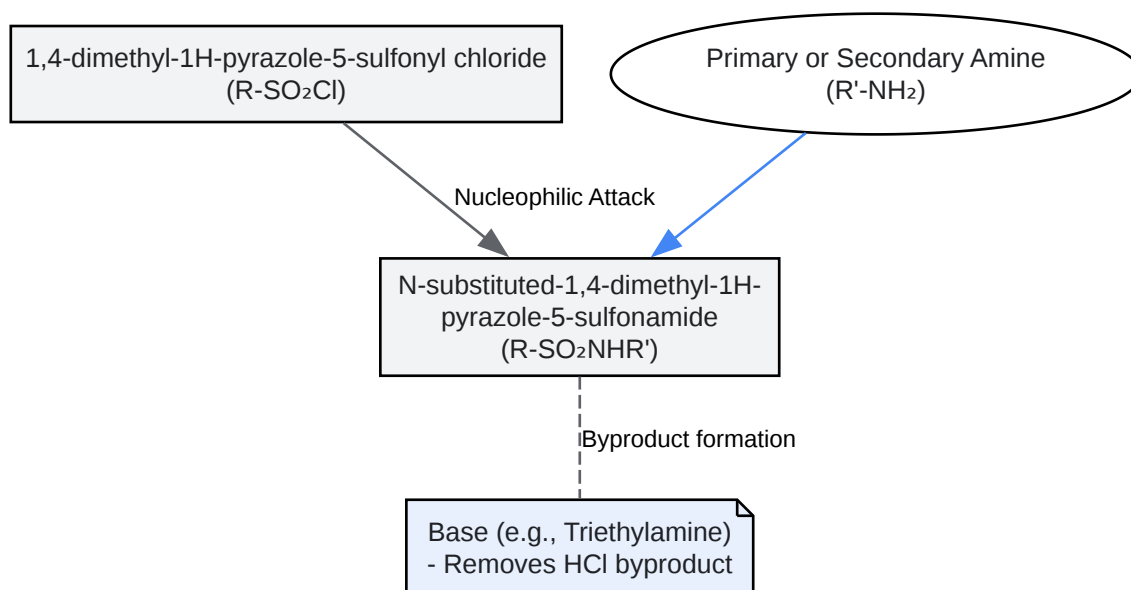 1,4-dimethyl-1H-pyrazole-5-sulfonyl chloride
(R-SO₂Cl)
Primary or Secondary Amine
(R'-NH₂)
Nucleophilic Attack
N-substituted-1,4-dimethyl-1H-
pyrazole-5-sulfonamide
(R-SO₂NHR')
Byproduct formation
Base (e.g., Triethylamine)
- Removes HCl byproduct